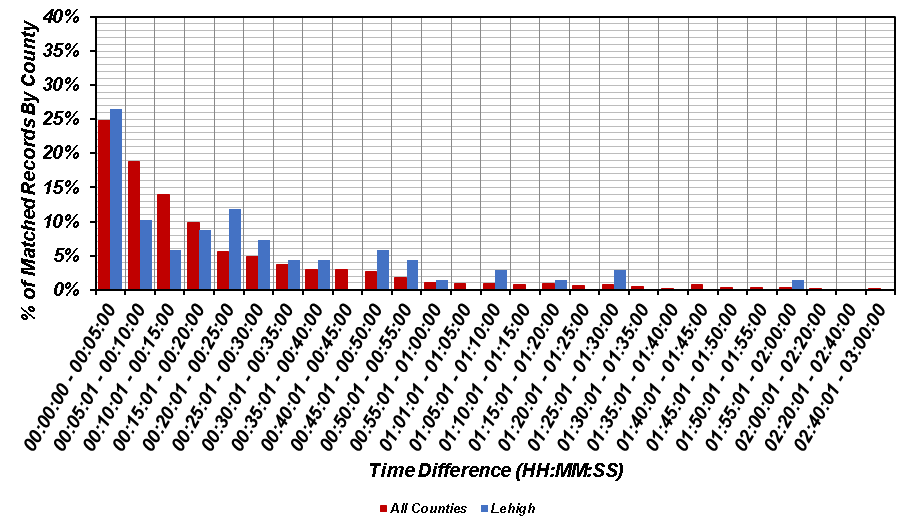 % of Matched Records By County
40%
35%
30%
25%
20%
15%
10%
5%
0%
00:00:00 - 00:05:00
00:05:01 - 00:10:00
00:10:01 - 00:15:00
00:15:01 - 00:20:00
00:20:01 - 00:25:00
00:25:01 - 00:30:00
00:30:01 - 00:35:00
00:35:01 - 00:40:00
00:40:01 - 00:45:00
00:45:01 - 00:50:00
00:50:01 - 00:55:00
00:55:01 - 01:00:00
01:01:00 - 01:05:00
01:05:01 - 01:10:00
01:10:01 - 01:15:00
01:15:01 - 01:20:00
01:20:01 - 01:25:00
01:25:01 - 01:30:00
01:30:01 - 01:35:00
01:35:01 - 01:40:00
01:40:01 - 01:45:00
01:45:01 - 01:50:00
01:50:01 - 01:55:00
01:55:01 - 02:00:00
02:00:01 - 02:20:00
02:20:01 - 02:40:00
02:40:01 - 03:00:00
Time Difference (HH:MM:SS)
All Counties Lehigh